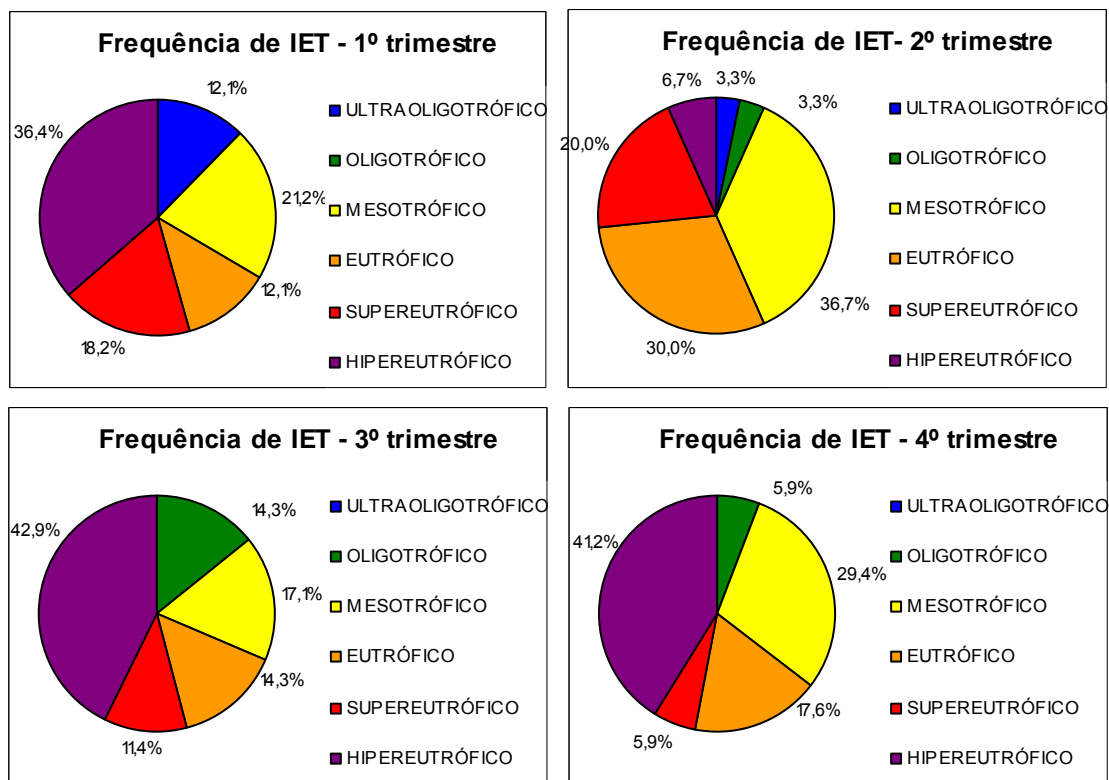 Frequência de IET - 1º trimestre
12,1%
36,4%
21,2%
12,1%
18,2%
ULTRAOLIGOTRÓFICO
OLIGOTRÓFICO
MESOTRÓFICO
EUTRÓFICO
SUPEREUTRÓFICO
HIPEREUTRÓFICO
Frequência de IET- 2º trimestre
6,7%
3,3%
3,3%
20,0%
36,7%
30,0%
ULTRAOLIGOTRÓFICO
OLIGOTRÓFICO
MESOTRÓFICO
EUTRÓFICO
SUPEREUTRÓFICO
HIPEREUTRÓFICO
Frequência de IET - 3º trimestre
42,9%
14,3%
17,1%
14,3%
11,4%
ULTRAOLIGOTRÓFICO
OLIGOTRÓFICO
MESOTRÓFICO
EUTRÓFICO
SUPEREUTRÓFICO
HIPEREUTRÓFICO
Frequência de IET - 4º trimestre
5,9%
41,2%
29,4%
17,6%
5,9%
ULTRAOLIGOTRÓFICO
OLIGOTRÓFICO
MESOTRÓFICO
EUTRÓFICO
SUPEREUTRÓFICO
HIPEREUTRÓFICO